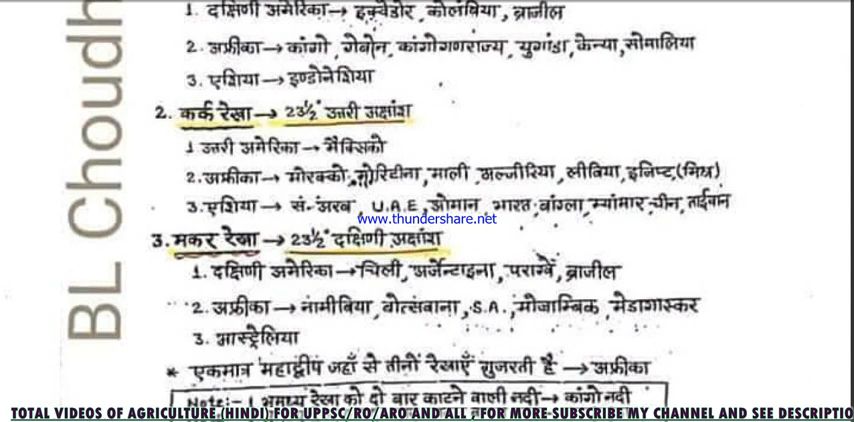 1. दक्षिणी अमेरिका→ इक्वेडोर, कोलंबिया, ब्राजील
2. अफ्रीका→ कांगो, गेबोन, कांगोगणराज्य, युगांडा, केन्या, सोमालिया
3. एशिया→ इण्डोनेशिया
2. कर्क रेखा→ 23½° उत्तरी अक्षांश
1 उत्तरी अमेरिका→ मैक्सिको
2. अफ्रीका→ मोरक्को, मोरिटीना, माली अल्जीरिया, लीबिया, इजिप्ट, (मिश्र)
3. एशिया→ सं. अरब, U.A.E, ओमान, भारत, बांग्ला, म्यांमार, चीन, ताईवान
www.thundershare.net
3. मकर रेखा→ 23½° दक्षिणी अक्षांश
1. दक्षिणी अमेरिका→ चिली, अर्जेन्टाइना, पराग्वे, ब्राजील
2. अफ्रीका→ नामीबिया, बोत्सवाना, S.A., मोजाम्बिक, मेडागास्कर
3. आस्ट्रेलिया
* एकमात्र महाद्वीप जहाँ से तीनों रेखाएँ गुजरती है→ अफ्रीका
Note:- 1. भूमध्य रेखा को दो बार काटने वाली नदी→ कांगो नदी
BL Choudh
TOTAL VIDEOS OF AGRICULTURE (HINDI) FOR UPPSC/RO/ARO AND ALL , FOR MORE SUBSCRIBE MY CHANNEL AND SEE DESCRIPTIO